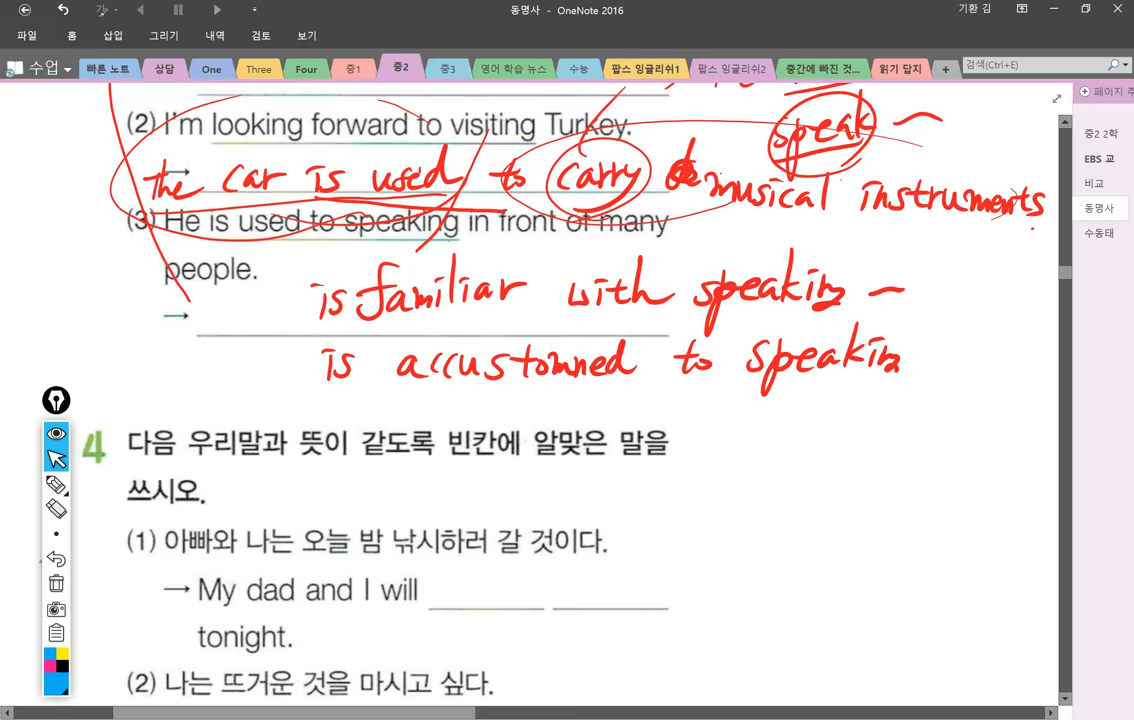 동명사 - OneNote 2016
기환 김
파일 홈 삽입 그리기 내역 검토 보기
수업 빠른 노트 상담 One Three Four 중1 중2 중3 영어 학습 뉴스 수능 팝스 잉글리쉬1 팝스 잉글리쉬2 중간에 빠진 것... 읽기 답지 + 검색(Ctrl+E)
페이지 추
중2 2학
EBS 교
비교
동명사
수동태
speak ~
(2) I'm looking forward to visiting Turkey.
→
the car is used to carry musical instruments.
(3) He is used to speaking in front of many
people.
→
is familiar with speaking ~
is accustomned to speaking
4 다음 우리말과 뜻이 같도록 빈칸에 알맞은 말을
쓰시오.
(1) 아빠와 나는 오늘 밤 낚시하러 갈 것이다.
→ My dad and I will
tonight.
(2) 나는 뜨거운 것을 마시고 싶다.